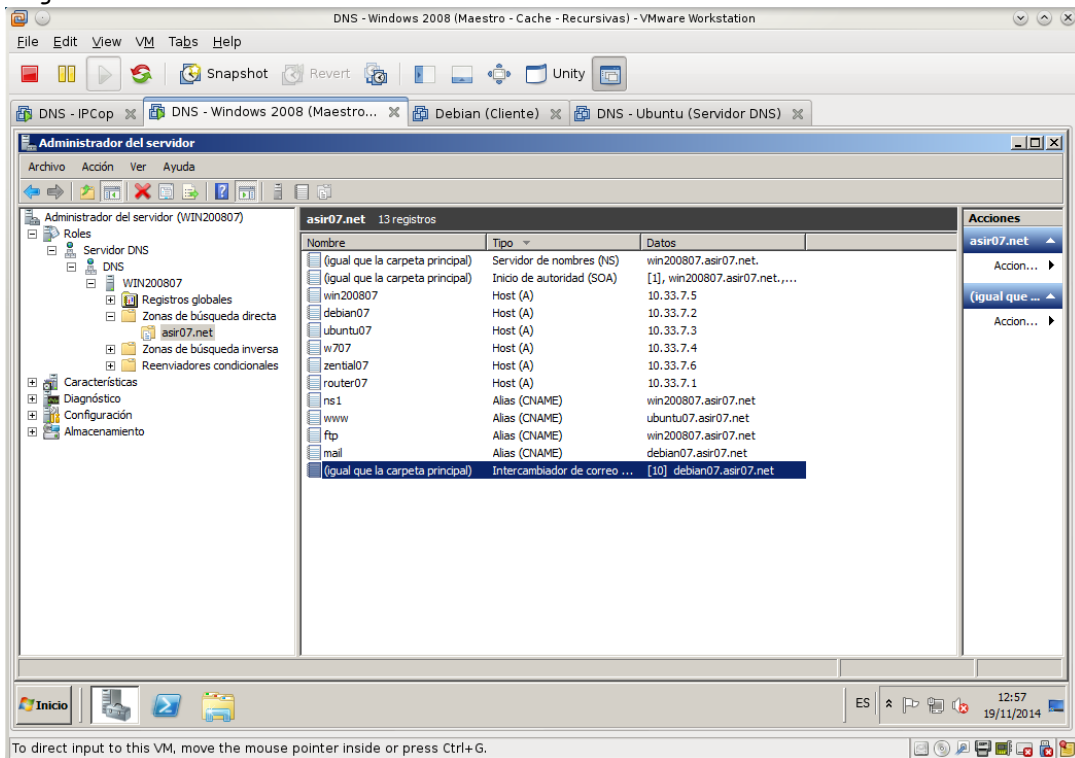 DNS - Windows 2008 (Maestro - Cache - Recursivas) - VMware Workstation
File Edit View VM Tabs Help
Snapshot Revert Unity
DNS - IPCop DNS - Windows 2008 (Maestro... Debian (Cliente) DNS - Ubuntu (Servidor DNS)
Administrador del servidor
Archivo Acción Ver Ayuda
Administrador del servidor (WIN200807)
Roles
Servidor DNS
DNS
WIN200807
Registros globales
Zonas de búsqueda directa
asir07.net
Zonas de búsqueda inversa
Reenviadores condicionales
Características
Diagnóstico
Configuración
Almacenamiento
asir07.net 13 registros
Nombre Tipo Datos
(igual que la carpeta principal) Servidor de nombres (NS) win200807.asir07.net.
(igual que la carpeta principal) Inicio de autoridad (SOA) [1], win200807.asir07.net.,...
win200807 Host (A) 10.33.7.5
debian07 Host (A) 10.33.7.2
ubuntu07 Host (A) 10.33.7.3
w707 Host (A) 10.33.7.4
zential07 Host (A) 10.33.7.6
router07 Host (A) 10.33.7.1
ns1 Alias (CNAME) win200807.asir07.net
www Alias (CNAME) ubuntu07.asir07.net
ftp Alias (CNAME) win200807.asir07.net
mail Alias (CNAME) debian07.asir07.net
(igual que la carpeta principal) Intercambiador de correo ... [10] debian07.asir07.net
Acciones
asir07.net
Accion...
(igual que ...
Accion...
Inicio
ES
12:57
19/11/2014
To direct input to this VM, move the mouse pointer inside or press Ctrl+G.